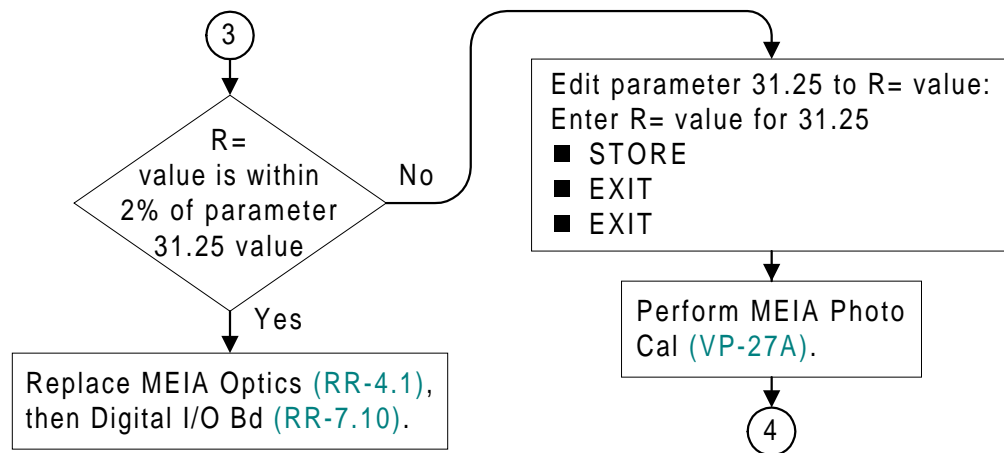 3
R=
value is within
2% of parameter
31.25 value
No
Yes
Replace MEIA Optics (RR-4.1),
then Digital I/O Bd (RR-7.10).
Edit parameter 31.25 to R= value:
Enter R= value for 31.25
■ STORE
■ EXIT
■ EXIT
Perform MEIA Photo
Cal (VP-27A).
4